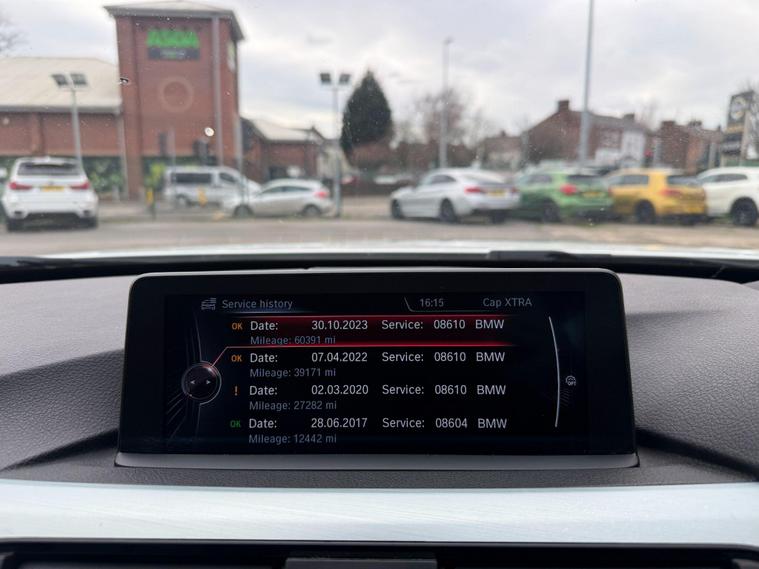 ASDA
Service history 16:15 Cap XTRA
OK Date: 30.10.2023 Service: 08610 BMW
Mileage: 60391 mi
OK Date: 07.04.2022 Service: 08610 BMW
Mileage: 39171 mi
! Date: 02.03.2020 Service: 08610 BMW
Mileage: 27282 mi
OK Date: 28.06.2017 Service: 08604 BMW
Mileage: 12442 mi
OFF